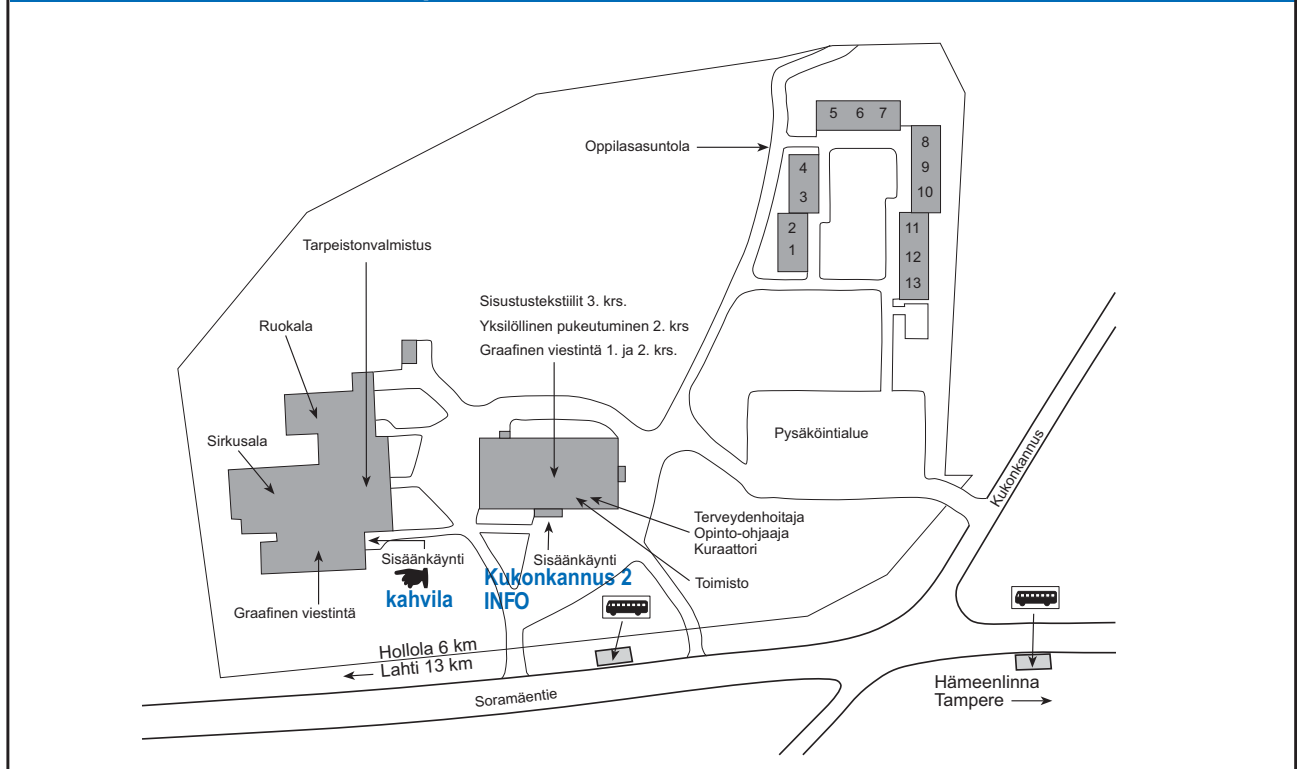 5 6 7
Oppilasasuntola
8
9
10
4
3
2
1
11
12
13
Tarpeistonvalmistus
Sisustustekstiilit 3. krs.
Yksilöllinen pukeutuminen 2. krs
Graafinen viestintä 1. ja 2. krs.
Ruokala
Sirkusala
Pysäköintialue
Kukonkannus
Terveydenhoitaja
Opinto-ohjaaja
Kuraattori
Sisäänkäynti
kahvila
Sisäänkäynti
Kukonkannus 2
INFO
Toimisto
Graafinen viestintä
Hollola 6 km
Lahti 13 km
Soramäentie
Hämeenlinna
Tampere